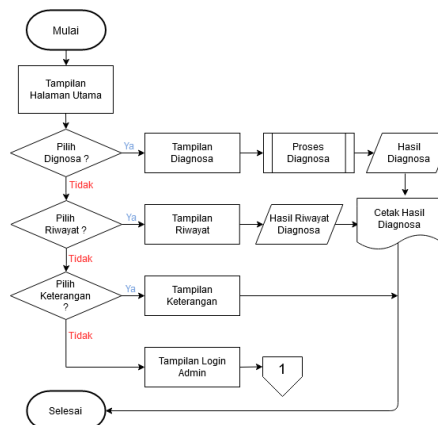 Mulai
Tampilan
Halaman Utama
Pilih
Dignosa ?
Ya
Tampilan
Diagnosa
Proses
Diagnosa
Hasil
Diagnosa
Tidak
Pilih
Riwayat ?
Ya
Tampilan
Riwayat
Hasil Riwayat
Diagnosa
Cetak Hasil
Diagnosa
Tidak
Pilih
Keterangan
?
Ya
Tampilan
Keterangan
Tidak
Tampilan Login
Admin
1
Selesai